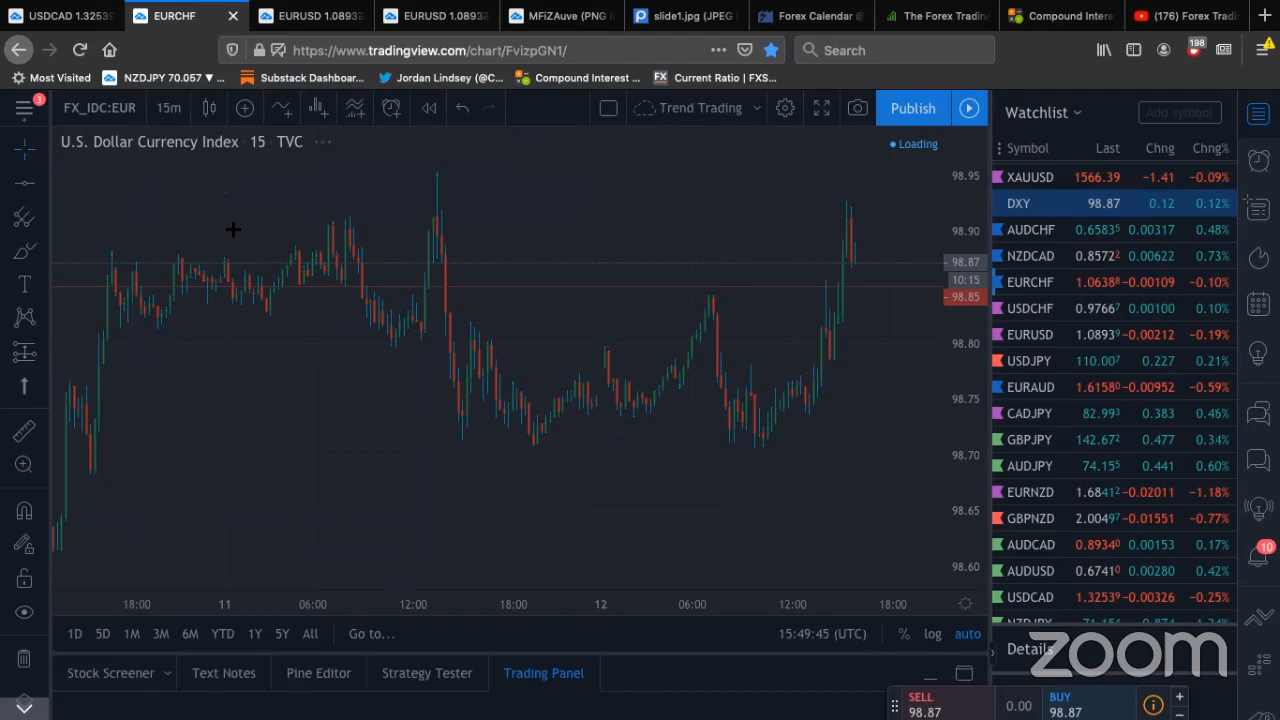 USDCAD 1.3253
EURCHF
EURUSD 1.0893
EURUSD 1.0893
MFiZAuve (PNG I
slide1.jpg (JPEG
Forex Calendar @
The Forex Trading
Compound Intere
(176) Forex Tradi
https://www.tradingview.com/chart/FvizpGN1/
Search
198
Most Visited
NZDJPY 70.057 ▼ ...
Substack Dashboar...
Jordan Lindsey (@C...
Compound Interest ...
FX Current Ratio | FXS...
3
FX_IDC:EUR
15m
Trend Trading
Publish
Watchlist
Add symbol
U.S. Dollar Currency Index · 15 · TVC ···
Loading
Symbol Last Chng Chng%
XAUUSD 1566.39 −1.41 −0.09%
DXY 98.87 0.12 0.12%
AUDCHF 0.65835 0.00317 0.48%
NZDCAD 0.85722 0.00622 0.73%
EURCHF 1.06388 −0.00109 −0.10%
USDCHF 0.97667 0.00100 0.10%
EURUSD 1.08939 −0.00212 −0.19%
USDJPY 110.007 0.227 0.21%
EURAUD 1.61580 −0.00952 −0.59%
CADJPY 82.993 0.383 0.46%
GBPJPY 142.672 0.477 0.34%
AUDJPY 74.155 0.441 0.60%
EURNZD 1.6841 −0.02011 −1.18%
GBPNZD 2.00497 −0.01551 −0.77%
AUDCAD 0.89340 0.00153 0.17%
AUDUSD 0.67410 0.00280 0.42%
USDCAD 1.32539 −0.00326 −0.25%
98.95
98.90
98.87
10:15
98.85
98.80
98.75
98.70
98.65
98.60
10
18:00 11 06:00 12:00 18:00 12 06:00 12:00 18:00
1D 5D 1M 3M 6M YTD 1Y 5Y All Go to...
15:49:45 (UTC) % log auto
Details
zoom
Stock Screener Text Notes Pine Editor Strategy Tester Trading Panel
SELL
98.87
0.00
BUY
98.87